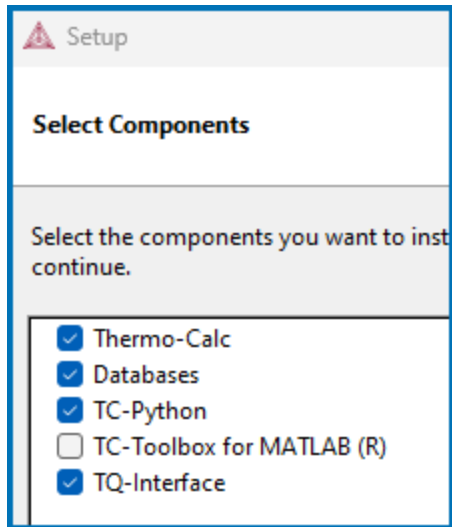 Setup
Select Components
Select the components you want to inst
continue.
Thermo-Calc
Databases
TC-Python
TC-Toolbox for MATLAB (R)
TQ-Interface